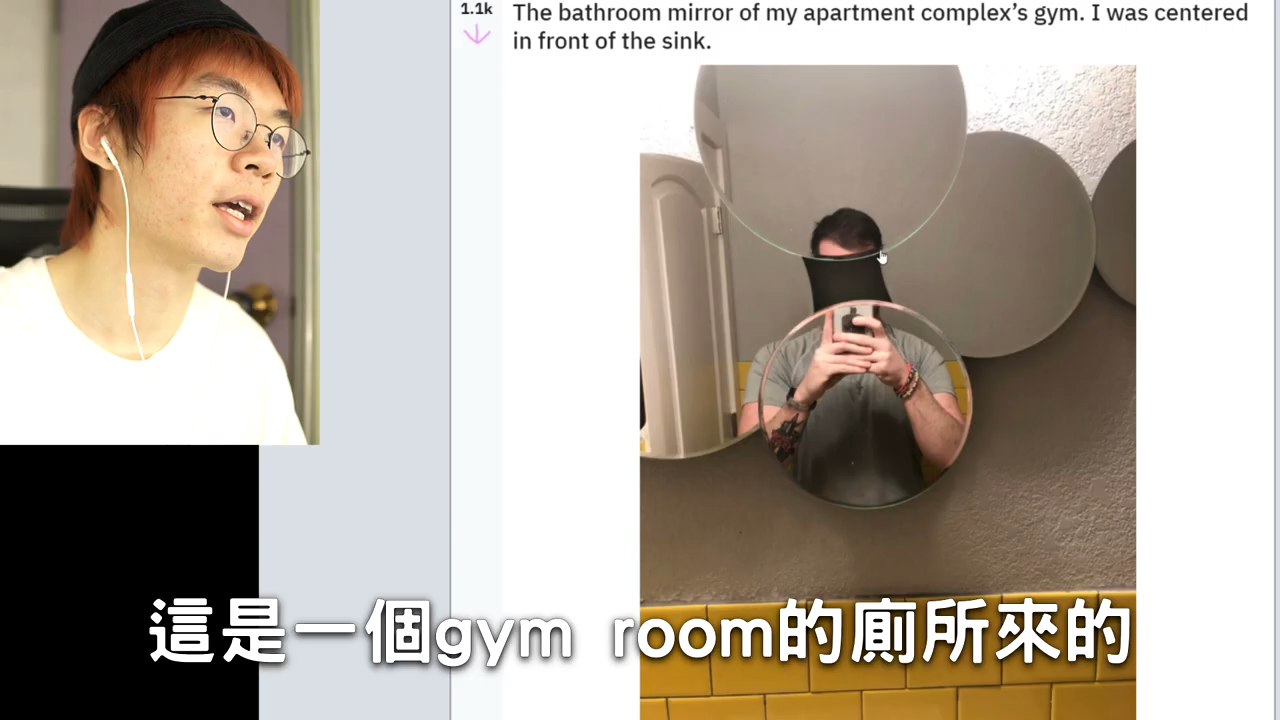 1.1k
The bathroom mirror of my apartment complex’s gym. I was centered
in front of the sink.
這是一個gym room的廁所來的